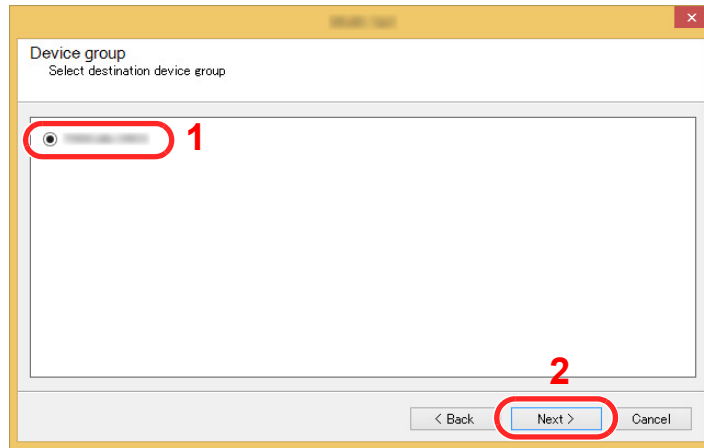 Device group
Select destination device group
1
2
< Back
Next >
Cancel